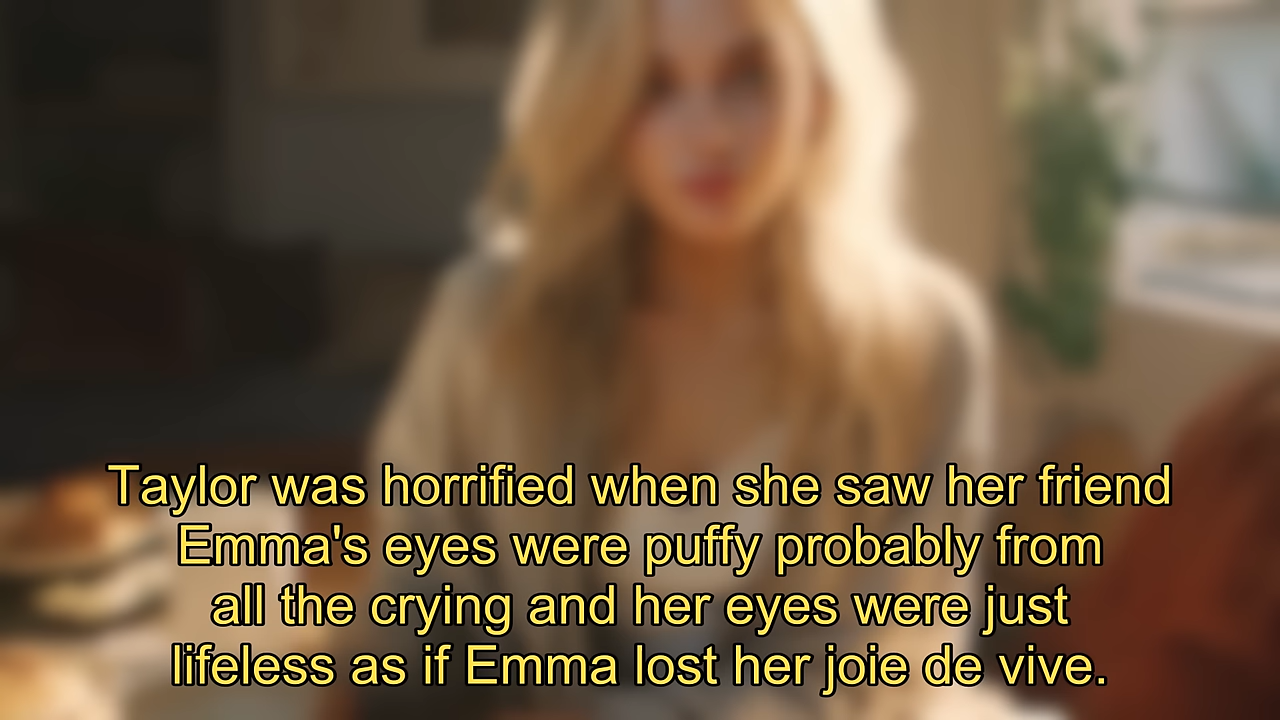 Taylor was horrified when she saw her friend
Emma's eyes were puffy probably from
all the crying and her eyes were just
lifeless as if Emma lost her joie de vive.